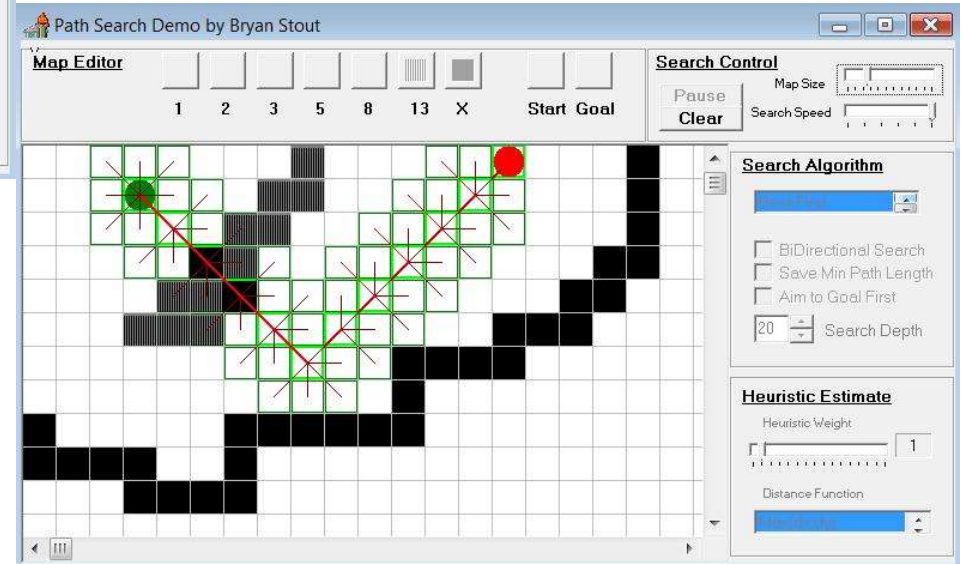 Path Search Demo by Bryan Stout
Map Editor
1 2 3 5 8 13 X Start Goal
Search Control
Pause
Clear
Map Size
Search Speed
Search Algorithm
BiDirectional Search
Save Min Path Length
Aim to Goal First
20 Search Depth
Heuristic Estimate
Heuristic Weight
1
Distance Function